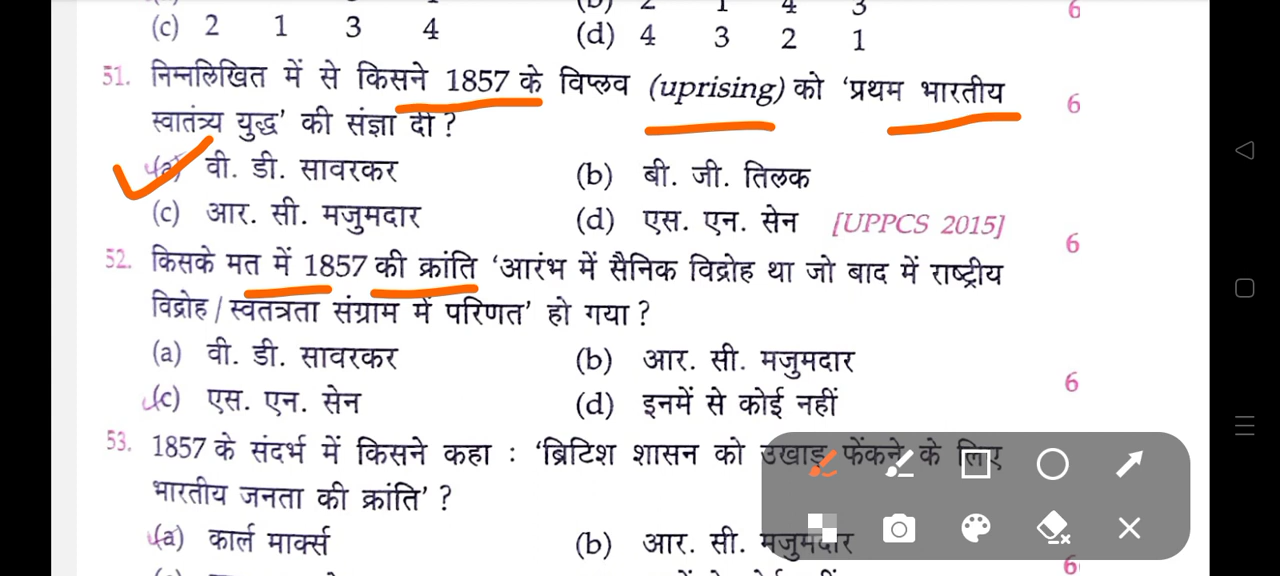 (c) 2 1 3 4 (d) 4 3 2 1
51. निम्नलिखित में से किसने 1857 के विप्लव (uprising) को 'प्रथम भारतीय
स्वातंत्र्य युद्ध' की संज्ञा दी ?
(a) वी. डी. सावरकर (b) बी. जी. तिलक
(c) आर. सी. मजुमदार (d) एस. एन. सेन [UPPCS 2015]
52. किसके मत में 1857 की क्रांति 'आरंभ में सैनिक विद्रोह था जो बाद में राष्ट्रीय
विद्रोह / स्वतत्रता संग्राम में परिणत' हो गया ?
(a) वी. डी. सावरकर (b) आर. सी. मजुमदार
(c) एस. एन. सेन (d) इनमें से कोई नहीं
53. 1857 के संदर्भ में किसने कहा : 'ब्रिटिश शासन को उखाड़ फेंकने के लिए
भारतीय जनता की क्रांति' ?
(a) कार्ल मार्क्स (b) आर. सी. मजुमदार
6
6
6
6
6